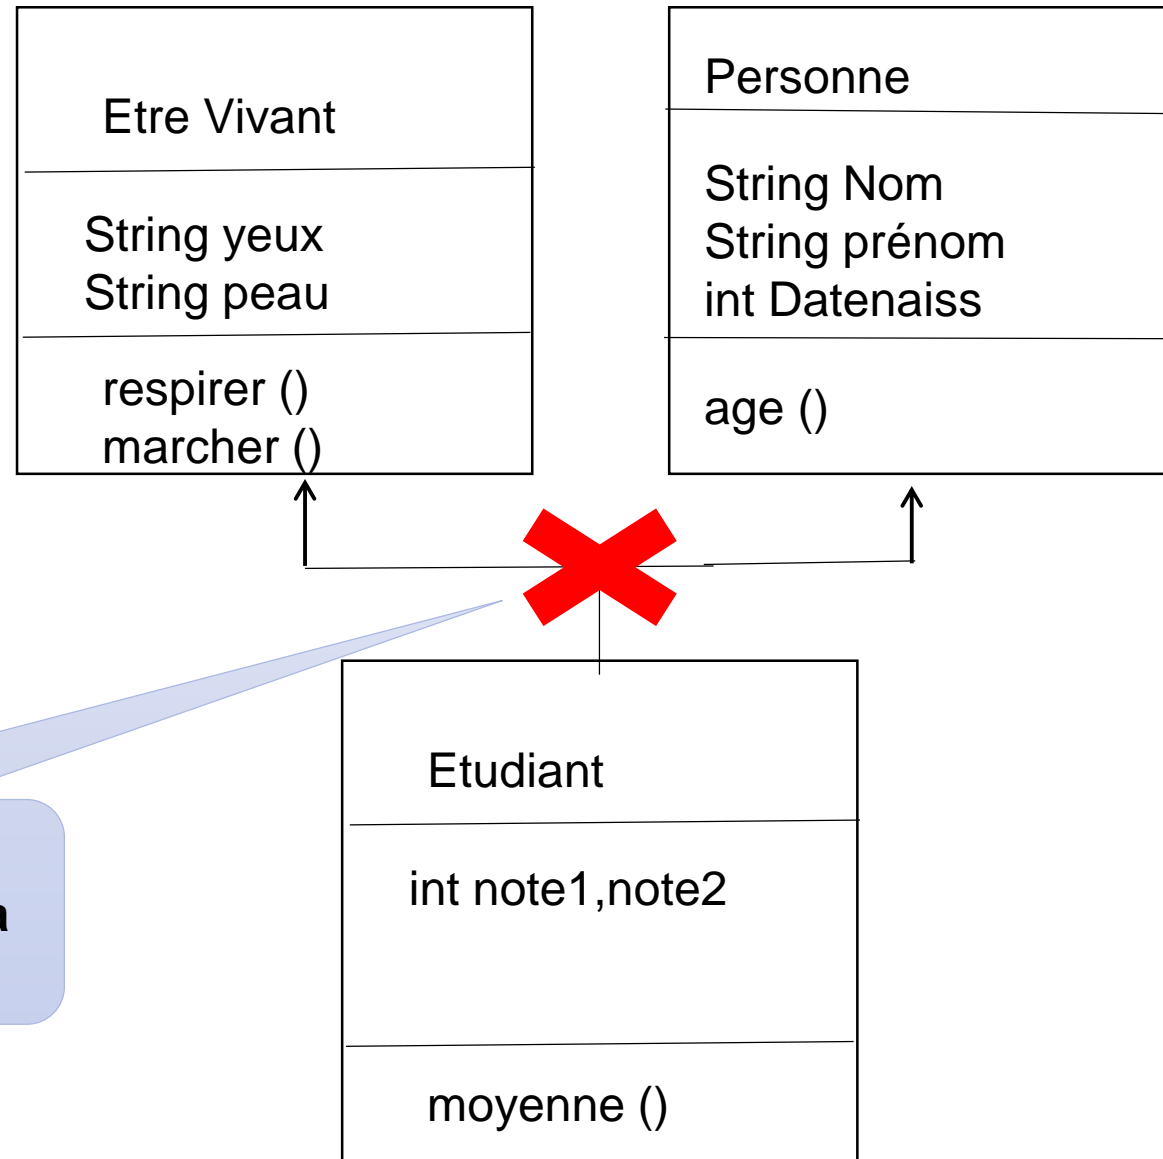 Etre Vivant
String yeux
String peau
respirer ()
marcher ()
Personne
String Nom
String prénom
int Datenaiss
age ()
Etudiant
int note1,note2
moyenne ()